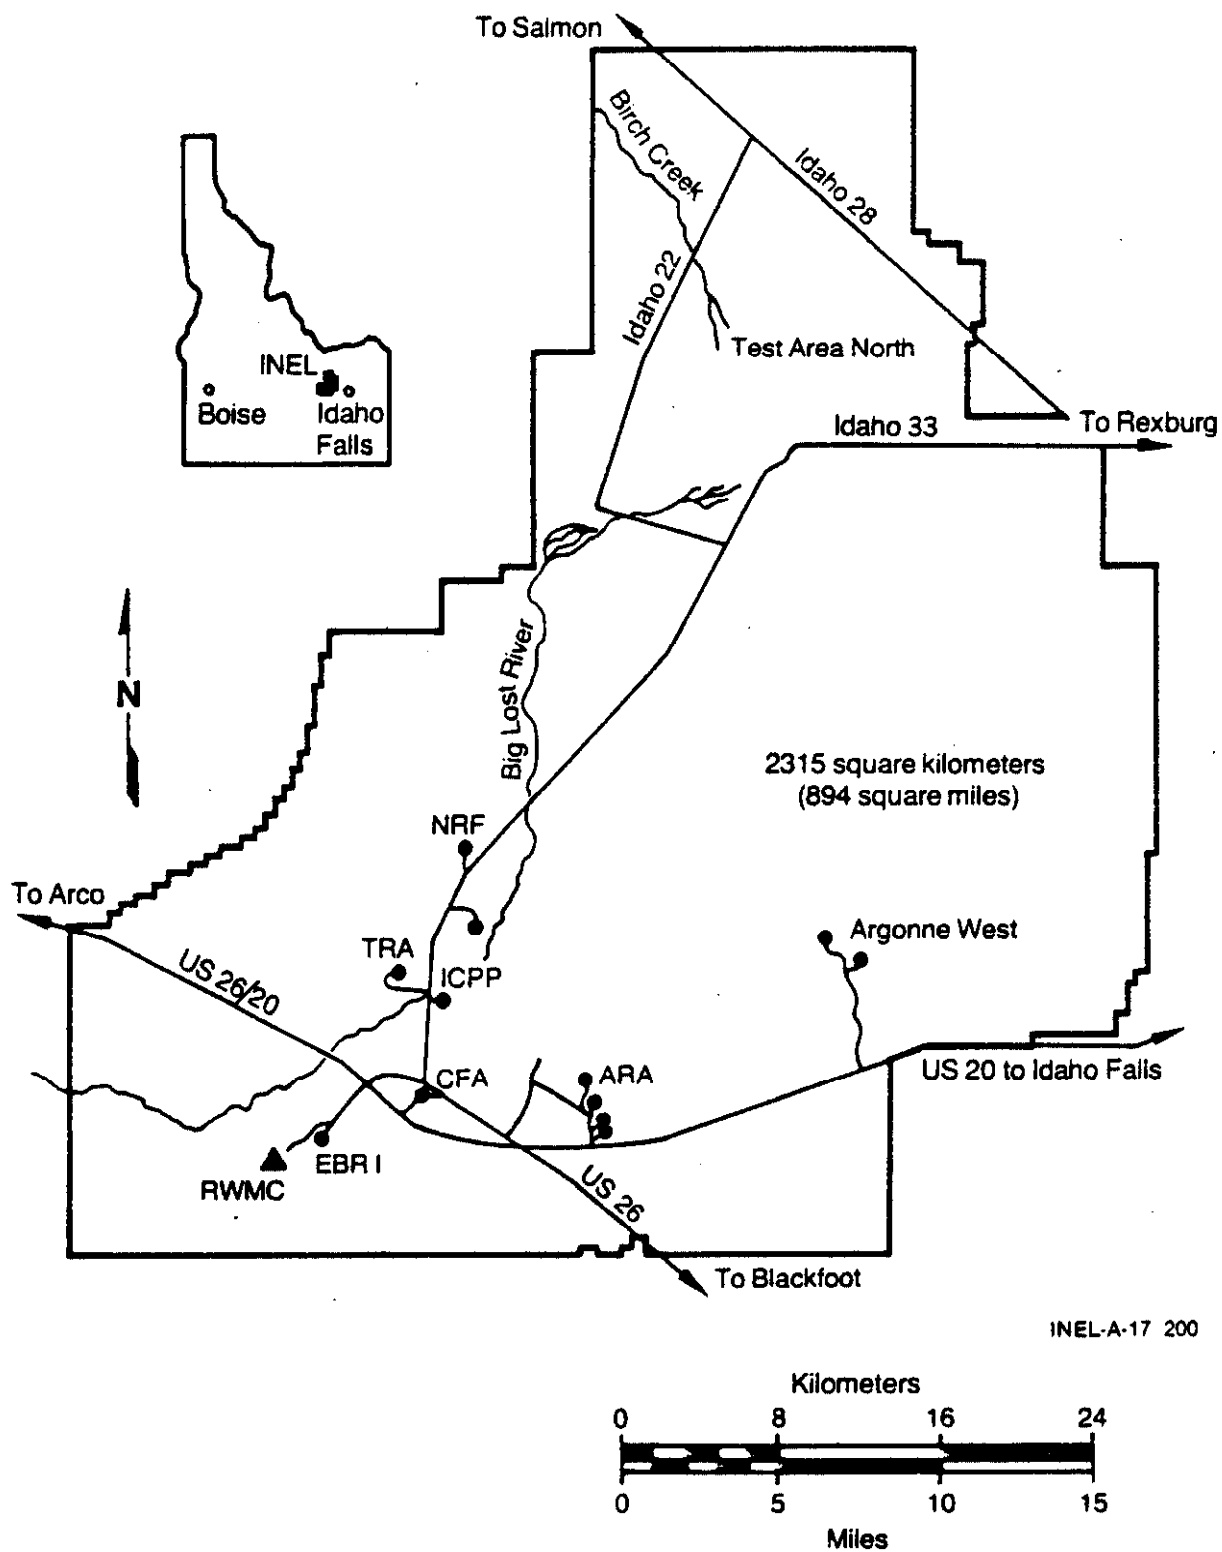 To Salmon
Birch Creek
Idaho 28
Idaho 22
INEL
Boise
Idaho
Falls
Test Area North
Idaho 33
To Rexburg
N
Big Lost River
2315 square kilometers
(894 square miles)
NRF
To Arco
Argonne West
US 26/20
TRA
ICPP
CFA
ARA
US 20 to Idaho Falls
EBR I
RWMC
US 26
To Blackfoot
INEL-A-17 200
Kilometers
0 8 16 24
0 5 10 15
Miles